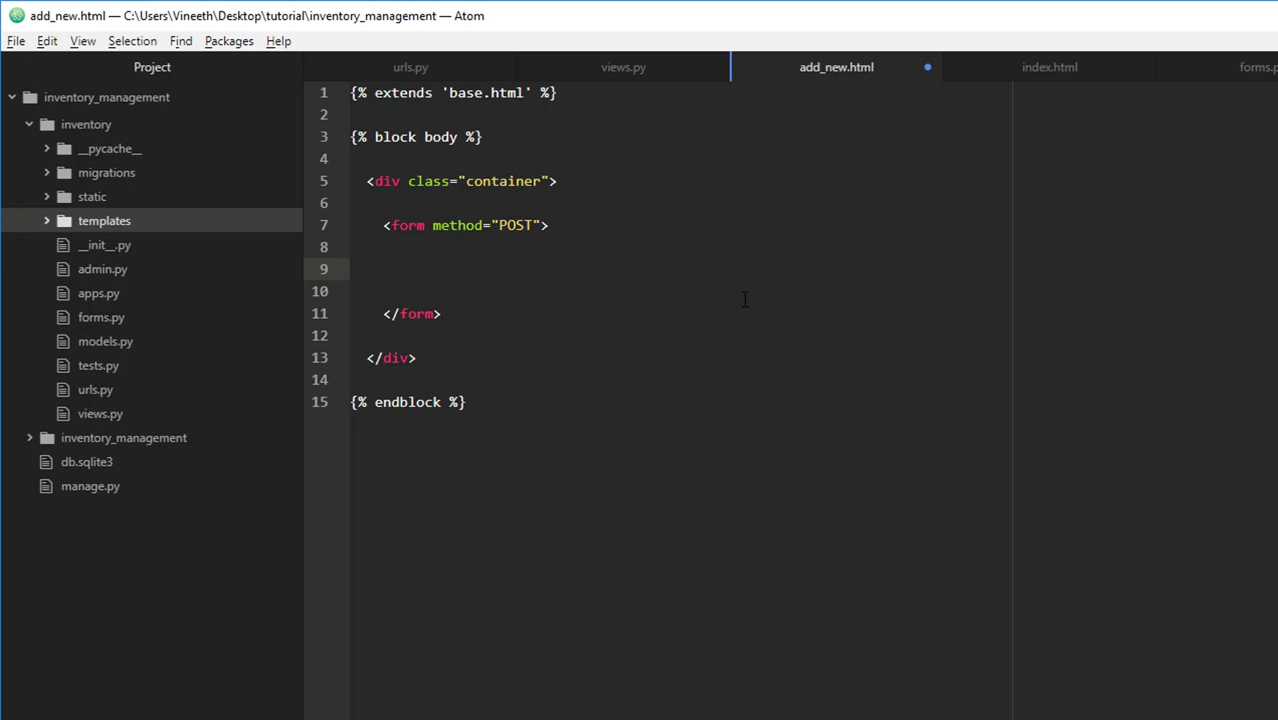 add_new.html — C:\Users\Vineeth\Desktop\tutorial\inventory_management — Atom
File Edit View Selection Find Packages Help
Project
urls.py views.py add_new.html index.html forms.p
inventory_management
inventory
__pycache__
migrations
static
templates
__init__.py
admin.py
apps.py
forms.py
models.py
tests.py
urls.py
views.py
inventory_management
db.sqlite3
manage.py
1 {% extends 'base.html' %}
2
3 {% block body %}
4
5 <div class="container">
6
7 <form method="POST">
8
9
10
11 </form>
12
13 </div>
14
15 {% endblock %}